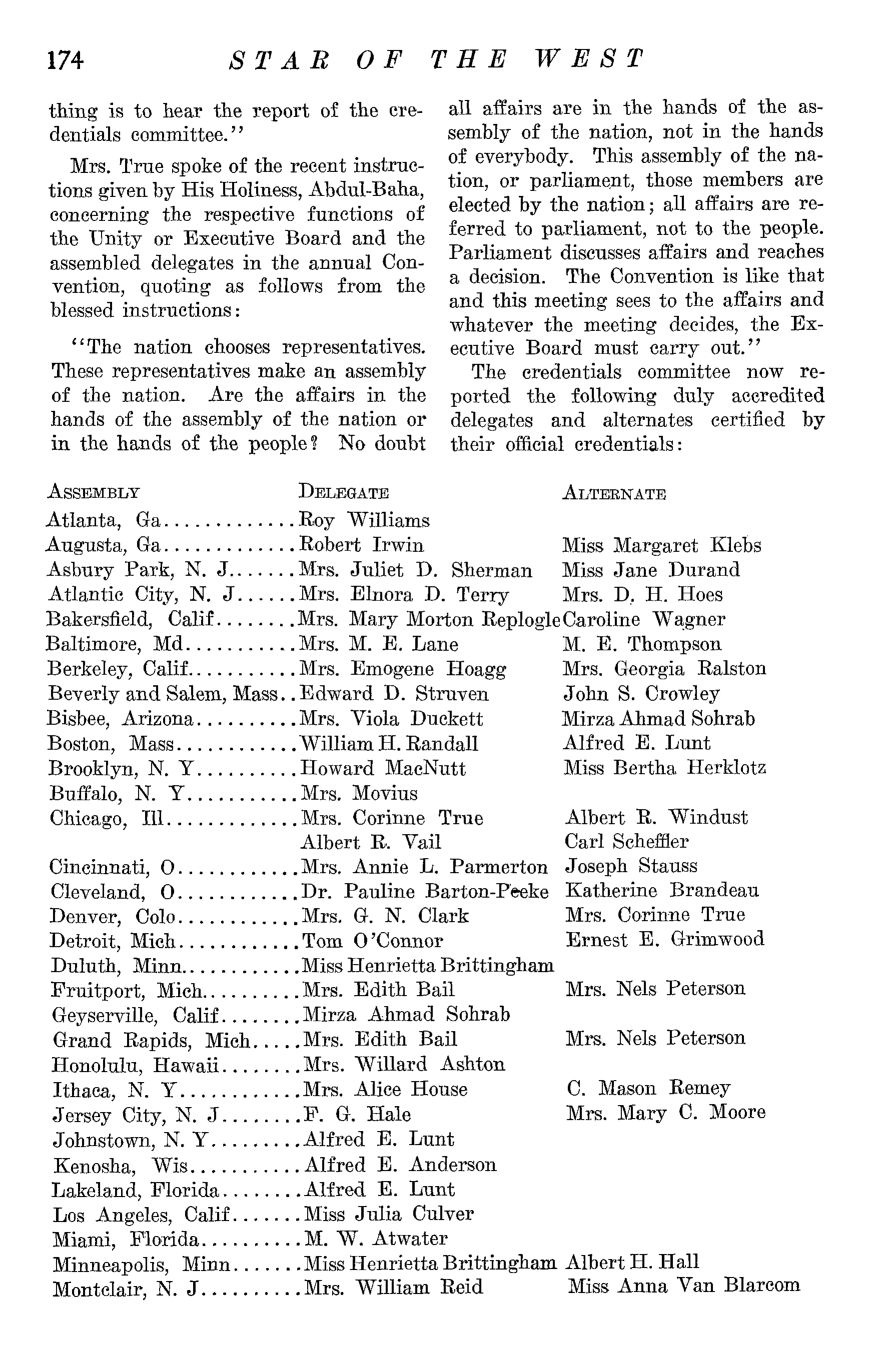 174 STAR OF THE WEST
thing is to hear the report of the cre-
dentials committee.''
Mrs. True spoke of the recent instruc-
tions given by His Holiness, Abdul-Baha,
concerning the respective functions of
the Unity or Executive Board and the
assembled delegates in the annual Con-
vention, quoting as follows from the
blessed instructions:
''The nation chooses representatives.
These representatives make an assembly
of the nation. Are the affairs in the
hands of the assembly of the nation or
in the hands of the people? No doubt
all affairs are in the hands of the as-
sembly of the nation, not in the hands
of everybody. This assembly of the na-
tion, or parliament, those members are
elected by the nation; all affairs are re-
ferred to parliament, not to the people.
Parliament discusses affairs and reaches
a decision. The Convention is like that
and this meeting sees to the affairs and
whatever the meeting decides, the Ex-
ecutive Board must carry out.''
The credentials committee now re-
ported the following duly accredited
delegates and alternates certified by
their official credentials:
ASSEMBLY DELEGATE ALTERNATE
Atlanta, Ga.............Roy Williams
Augusta, Ga.............Robert Irwin Miss Margaret Klebs
Asbury Park, N. J.......Mrs. Juliet D. Sherman Miss Jane Durand
Atlantic City, N. J......Mrs. Elnora D. Terry Mrs. D. H. Hoes
Bakersfield, Calif........Mrs. Mary Morton Replogle Caroline Wagner
Baltimore, Md...........Mrs. M. E. Lane M. E. Thompson
Berkeley, Calif...........Mrs. Emogene Hoagg Mrs. Georgia Ralston
Beverly and Salem, Mass..Edward D. Struven John S. Crowley
Bisbee, Arizona..........Mrs. Viola Duckett Mirza Ahmad Sohrab
Boston, Mass............William H. Randall Alfred E. Lunt
Brooklyn, N. Y..........Howard MacNutt Miss Bertha Herklotz
Buffalo, N. Y...........Mrs. Movius
Chicago, Ill.............Mrs. Corinne True Albert R. Windust
Albert R. Vail Carl Scheffler
Cincinnati, O............Mrs. Annie L. Parmerton Joseph Stauss
Cleveland, O............Dr. Pauline Barton-Peeke Katherine Brandeau
Denver, Colo............Mrs. G. N. Clark Mrs. Corinne True
Detroit, Mich............Tom O'Connor Ernest E. Grimwood
Duluth, Minn............Miss Henrietta Brittingham
Fruitport, Mich..........Mrs. Edith Bail Mrs. Nels Peterson
Geyserville, Calif........Mirza Ahmad Sohrab
Grand Rapids, Mich.....Mrs. Edith Bail Mrs. Nels Peterson
Honolulu, Hawaii........Mrs. Willard Ashton
Ithaca, N. Y............Mrs. Alice House C. Mason Remey
Jersey City, N. J........F. G. Hale Mrs. Mary C. Moore
Johnstown, N. Y.........Alfred E. Lunt
Kenosha, Wis...........Alfred E. Anderson
Lakeland, Florida........Alfred E. Lunt
Los Angeles, Calif.......Miss Julia Culver
Miami, Florida..........M. W. Atwater
Minneapolis, Minn.......Miss Henrietta Brittingham Albert H. Hall
Montclair, N. J..........Mrs. William Reid Miss Anna Van Blarcom